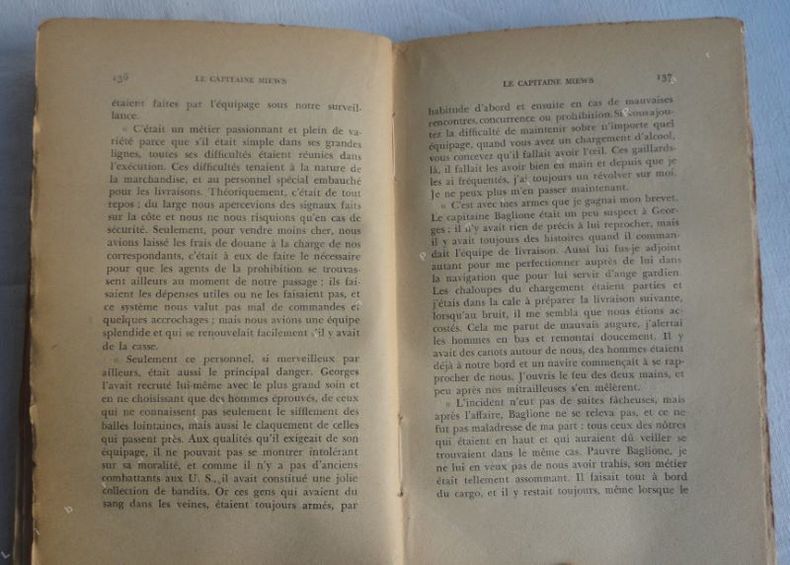 136
LE CAPITAINE MIEWS
étaient faites par l'équipage sous notre surveil-
lance.
« C'était un métier passionnant et plein de va-
riété parce que s'il était simple dans ses grandes
lignes, toutes ses difficultés étaient réunies dans
l'exécution. Ces difficultés tenaient à la nature de
la marchandise, et au personnel spécial embauché
pour les livraisons. Théoriquement, c'était de tout
repos ; du large nous apercevions des signaux faits
sur la côte et nous ne nous risquions qu'en cas de
sécurité. Seulement, pour vendre moins cher, nous
avions laissé les frais de douane à la charge de nos
correspondants, c'était à eux de faire le nécessaire
pour que les agents de la prohibition se trouvas-
sent ailleurs au moment de notre passage ; ils fai-
saient les dépenses utiles ou ne les faisaient pas, et
ce système nous valut pas mal de commandes et
quelques accrochages ; mais nous avions une équipe
splendide et qui se renouvelait facilement s'il y avait
de la casse.
« Seulement ce personnel, si merveilleux par
ailleurs, était aussi le principal danger. Georges
l'avait recruté lui-même avec le plus grand soin et
en ne choisissant que des hommes éprouvés, de ceux
qui ne connaissent pas seulement le sifflement des
balles lointaines, mais aussi le claquement de celles
qui passent près. Aux qualités qu'il exigeait de son
équipage, il ne pouvait pas se montrer intolérant
sur sa moralité, et comme il n'y a pas d'anciens
combattants aux U. S., il avait constitué une jolie
collection de bandits. Or ces gens qui avaient du
sang dans les veines, étaient toujours armés, par
LE CAPITAINE MIEWS
137
habitude d'abord et ensuite en cas de mauvaises
rencontres, concurrence ou prohibition. Si vous ajou-
tez la difficulté de maintenir sobre n'importe quel
équipage, quand vous avez un chargement d'alcool,
vous concevez qu'il fallait avoir l'œil. Ces gaillards-
là, il fallait les avoir bien en main et depuis que je
les ai fréquentés, j'ai toujours un révolver sur moi.
Je ne peux plus m'en passer maintenant.
« C'est avec mes armes que je gagnai mon brevet.
Le capitaine Baglione était un peu suspect à Geor-
ges ; il n'y avait rien de précis à lui reprocher, mais
il y avait toujours des histoires quand il comman-
dait l'équipe de livraison. Aussi lui fus-je adjoint
autant pour me perfectionner auprès de lui dans
la navigation que pour lui servir d'ange gardien.
Les chaloupes du chargement étaient parties et
j'étais dans la cale à préparer la livraison suivante,
lorsqu'au bruit, il me sembla que nous étions ac-
costés. Cela me parut de mauvais augure, j'alertai
les hommes en bas et remontai doucement. Il y
avait des canots autour de nous, des hommes étaient
déjà à notre bord et un navire commençait à se rap-
procher de nous. J'ouvris le feu des deux mains, et
peu après nos mitrailleuses s'en mêlèrent.
« L'incident n'eut pas de suites fâcheuses, mais
après l'affaire, Baglione ne se releva pas, et ce ne
fut pas maladresse de ma part : tous ceux des nôtres
qui étaient en haut et qui auraient dû veiller se
trouvaient dans le même cas. Pauvre Baglione, je
ne lui en veux pas de nous avoir trahis, son métier
était tellement assommant. Il faisait tout à bord
du cargo, et il y restait toujours, même lorsque le